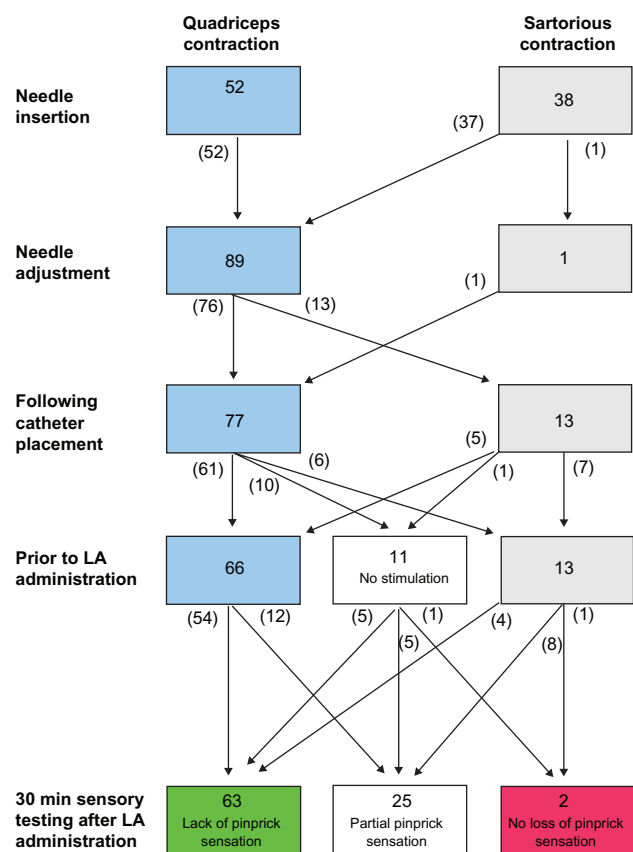 Quadriceps
contraction
Sartorious
contraction
Needle
insertion
52
38
(52)
(37)
(1)
Needle
adjustment
89
1
(76)
(13)
(1)
Following
catheter
placement
77
13
(61)
(10)
(6)
(5)
(1)
(7)
Prior to LA
administration
66
11
No stimulation
13
(54)
(12)
(5)
(5)
(1)
(4)
(8)
(1)
30 min sensory
testing after LA
administration
63
Lack of pinprick
sensation
25
Partial pinprick
sensation
2
No loss of pinprick
sensation